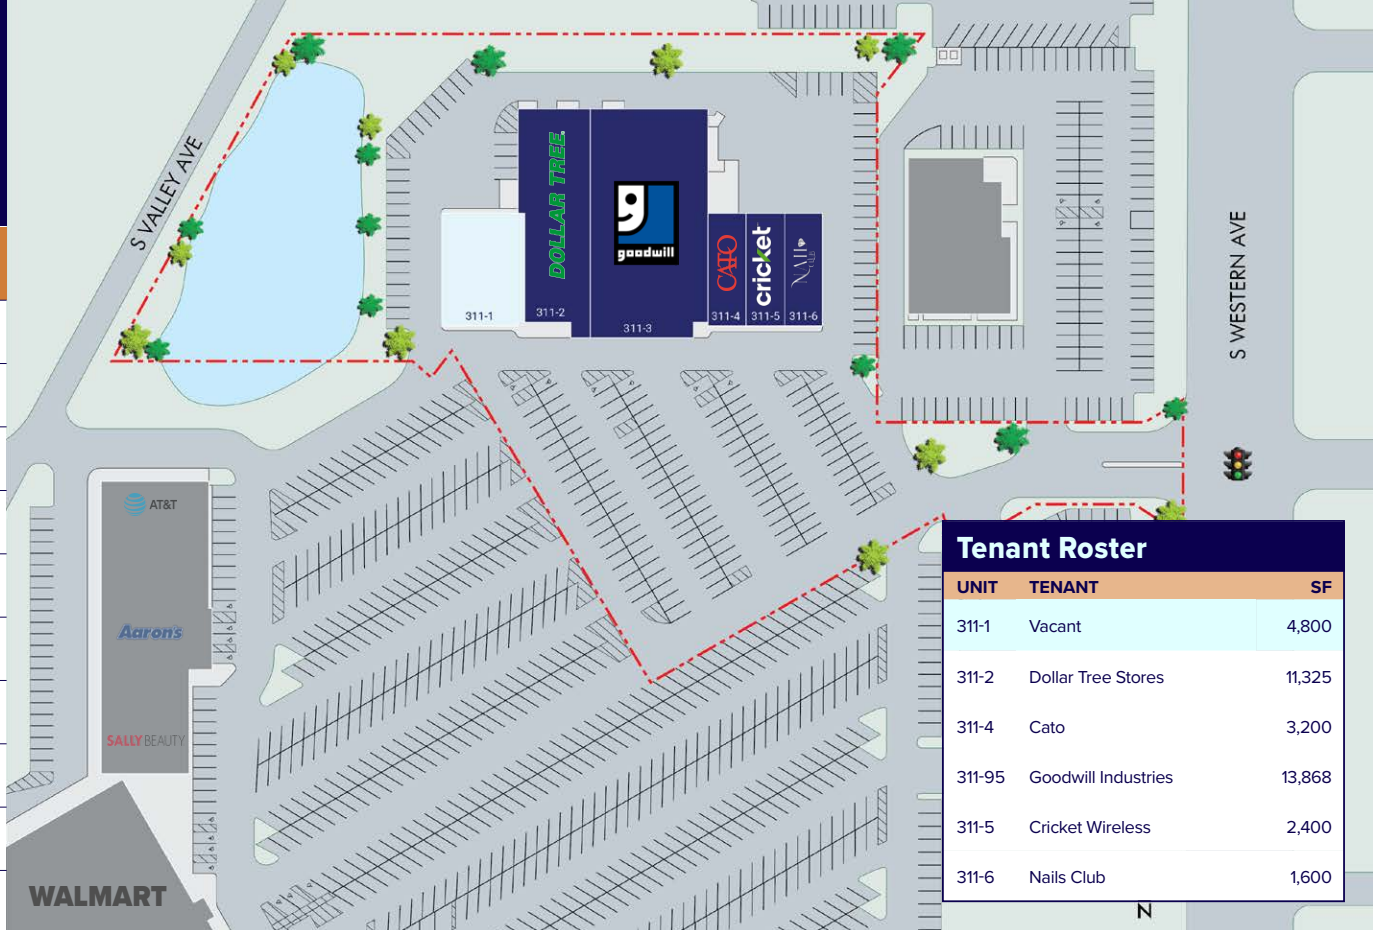 S VALLEY AVE
DOLLAR TREE
goodwill
CATO
cricket
NAILS
CLUB
311-1
311-2
311-3
311-4
311-5
311-6
S WESTERN AVE
AT&T
Aaron's
SALLY BEAUTY
WALMART
Tenant Roster
UNIT TENANT SF
311-1 Vacant 4,800
311-2 Dollar Tree Stores 11,325
311-4 Cato 3,200
311-95 Goodwill Industries 13,868
311-5 Cricket Wireless 2,400
311-6 Nails Club 1,600
N